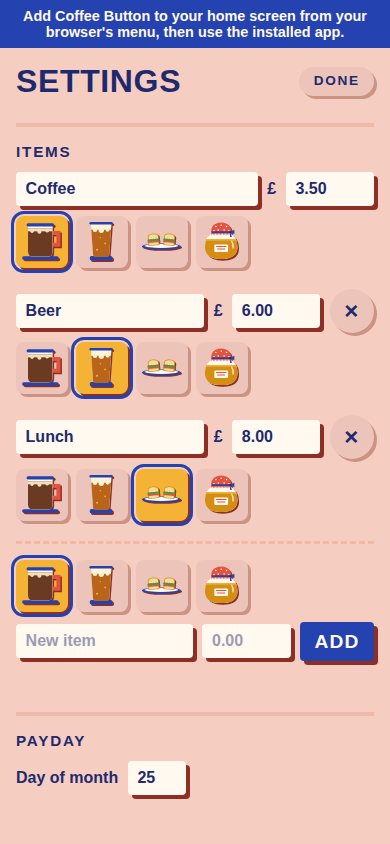 Add Coffee Button to your home screen from your
browser's menu, then use the installed app.
SETTINGS
DONE
ITEMS
Coffee £ 3.50
Beer £ 6.00 ×
Lunch £ 8.00 ×
New item 0.00 ADD
PAYDAY
Day of month 25